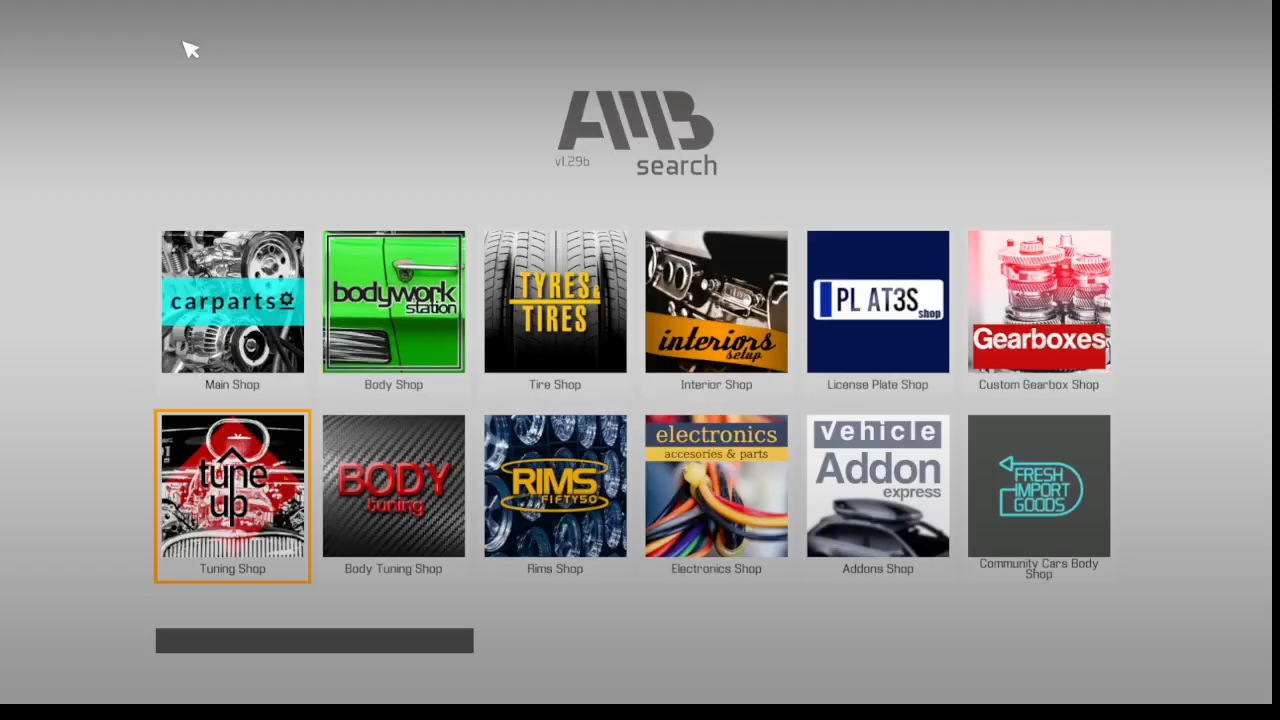 AMB
v1.29b
search
carparts
bodywork
station
TYRES&
TIRES
interiors
setup
PL AT3S
shop
Gearboxes
Main Shop
Body Shop
Tire Shop
Interior Shop
License Plate Shop
Custom Gearbox Shop
tune
up
BODY
tuning
RIMS
FIFTY50
electronics
accesories & parts
Vehicle
Addon
express
FRESH
IMPORT
GOODS
Tuning Shop
Body Tuning Shop
Rims Shop
Electronics Shop
Addons Shop
Community Cars Body
Shop